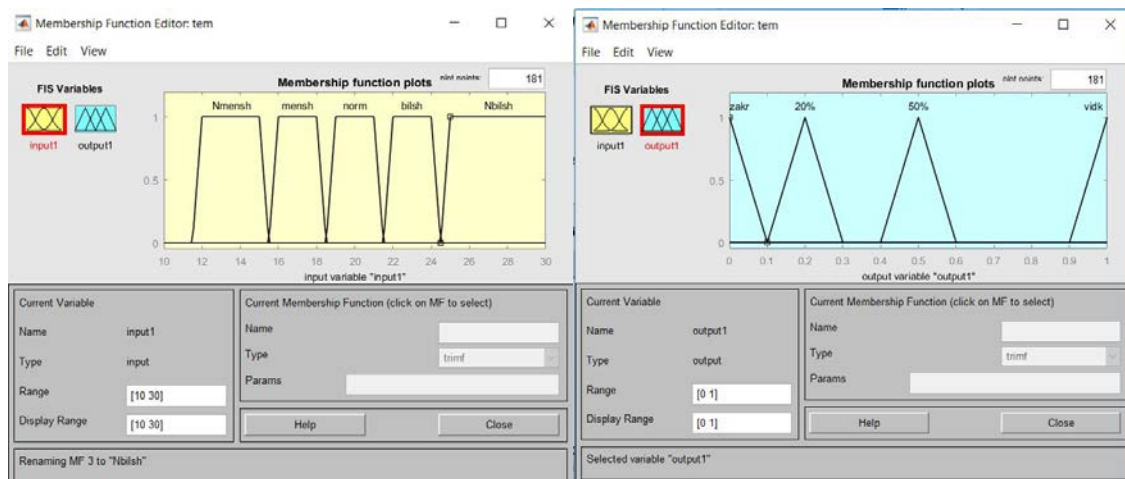 Membership Function Editor: tem
File Edit View
FIS Variables
input1 output1
Membership function plots plot points: 181
Nmensh mensh norm bilsh Nbilsh
1
0.5
0
10 12 14 16 18 20 22 24 26 28 30
input variable "input1"
Current Variable
Name input1
Type input
Range [10 30]
Display Range [10 30]
Current Membership Function (click on MF to select)
Name
Type trimf
Params
Help Close
Renaming MF 3 to "Nbilsh"
Membership Function Editor: tem
File Edit View
FIS Variables
input1 output1
Membership function plots plot points: 181
zakr 20% 50% vidk
1
0.5
0
0 0.1 0.2 0.3 0.4 0.5 0.6 0.7 0.8 0.9 1
output variable "output1"
Current Variable
Name output1
Type output
Range [0 1]
Display Range [0 1]
Current Membership Function (click on MF to select)
Name
Type trimf
Params
Help Close
Selected variable "output1"